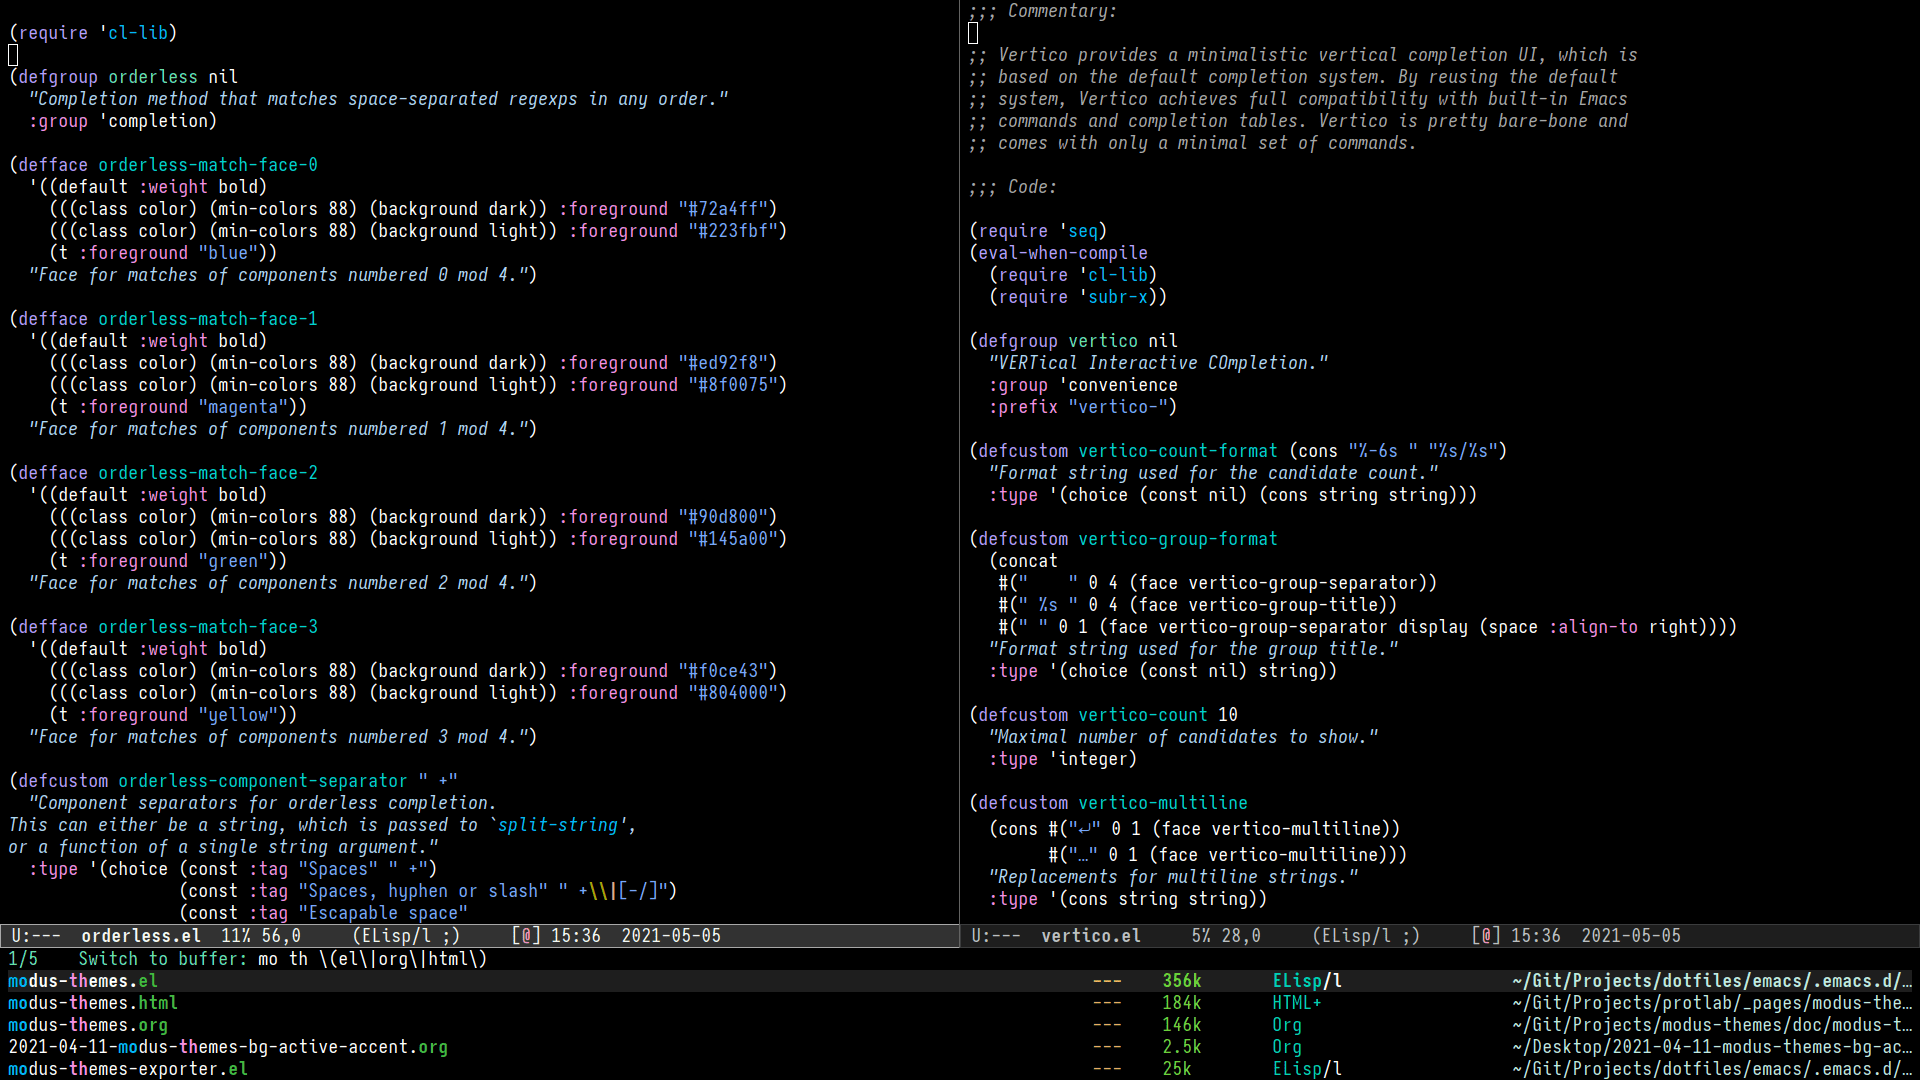 (require 'cl-lib)
(defgroup orderless nil
"Completion method that matches space-separated regexps in any order."
:group 'completion)
(defface orderless-match-face-0
'((default :weight bold)
(((class color) (min-colors 88) (background dark)) :foreground "#72a4ff")
(((class color) (min-colors 88) (background light)) :foreground "#223fbf")
(t :foreground "blue"))
"Face for matches of components numbered 0 mod 4.")
(defface orderless-match-face-1
'((default :weight bold)
(((class color) (min-colors 88) (background dark)) :foreground "#ed92f8")
(((class color) (min-colors 88) (background light)) :foreground "#8f0075")
(t :foreground "magenta"))
"Face for matches of components numbered 1 mod 4.")
(defface orderless-match-face-2
'((default :weight bold)
(((class color) (min-colors 88) (background dark)) :foreground "#90d800")
(((class color) (min-colors 88) (background light)) :foreground "#145a00")
(t :foreground "green"))
"Face for matches of components numbered 2 mod 4.")
(defface orderless-match-face-3
'((default :weight bold)
(((class color) (min-colors 88) (background dark)) :foreground "#f0ce43")
(((class color) (min-colors 88) (background light)) :foreground "#804000")
(t :foreground "yellow"))
"Face for matches of components numbered 3 mod 4.")
(defcustom orderless-component-separator " +"
"Component separators for orderless completion.
This can either be a string, which is passed to `split-string',
or a function of a single string argument."
:type '(choice (const :tag "Spaces" " +")
(const :tag "Spaces, hyphen or slash" " +\\|[-/]")
(const :tag "Escapable space"
U:--- orderless.el 11% 56,0 (ELisp/l ;) [@] 15:36 2021-05-05
;;; Commentary:
;; Vertico provides a minimalistic vertical completion UI, which is
;; based on the default completion system. By reusing the default
;; system, Vertico achieves full compatibility with built-in Emacs
;; commands and completion tables. Vertico is pretty bare-bone and
;; comes with only a minimal set of commands.
;;; Code:
(require 'seq)
(eval-when-compile
(require 'cl-lib)
(require 'subr-x))
(defgroup vertico nil
"VERTical Interactive COmpletion."
:group 'convenience
:prefix "vertico-")
(defcustom vertico-count-format (cons "%-6s " "%s/%s")
"Format string used for the candidate count."
:type '(choice (const nil) (cons string string)))
(defcustom vertico-group-format
(concat
#("    " 0 4 (face vertico-group-separator))
#(" %s " 0 4 (face vertico-group-title))
#(" " 0 1 (face vertico-group-separator display (space :align-to right))))
"Format string used for the group title."
:type '(choice (const nil) string))
(defcustom vertico-count 10
"Maximal number of candidates to show."
:type 'integer)
(defcustom vertico-multiline
(cons #("⤶" 0 1 (face vertico-multiline))
#("…" 0 1 (face vertico-multiline)))
"Replacements for multiline strings."
:type '(cons string string))
U:--- vertico.el 5% 28,0 (ELisp/l ;) [@] 15:36 2021-05-05
1/5 Switch to buffer: mo th \(el\|org\|html\)
modus-themes.el --- 356k ELisp/l ~/Git/Projects/dotfiles/emacs/.emacs.d/…
modus-themes.html --- 184k HTML+ ~/Git/Projects/protlab/_pages/modus-the…
modus-themes.org --- 146k Org ~/Git/Projects/modus-themes/doc/modus-t…
2021-04-11-modus-themes-bg-active-accent.org --- 2.5k Org ~/Desktop/2021-04-11-modus-themes-bg-ac…
modus-themes-exporter.el --- 25k ELisp/l ~/Git/Projects/dotfiles/emacs/.emacs.d/…